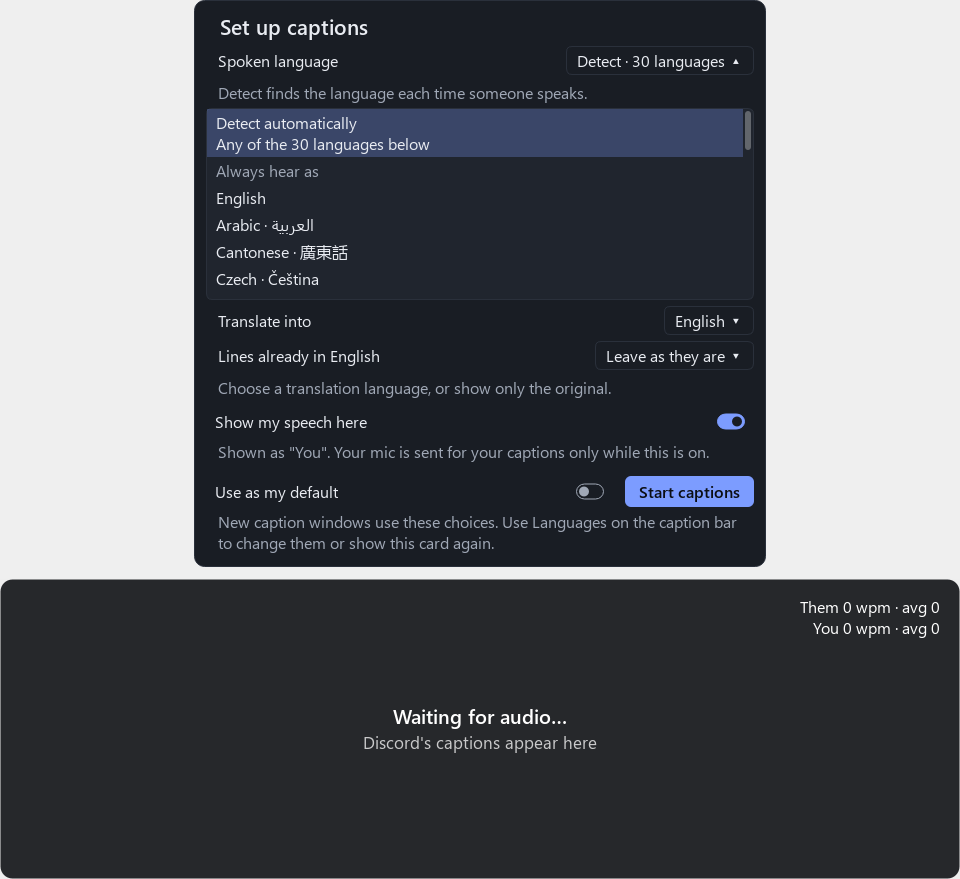 Set up captions
Spoken language
Detect · 30 languages ▲
Detect finds the language each time someone speaks.
Detect automatically
Any of the 30 languages below
Always hear as
English
Arabic · العربية
Cantonese · 廣東話
Czech · Čeština
Translate into
English ▼
Lines already in English
Leave as they are ▼
Choose a translation language, or show only the original.
Show my speech here
Shown as "You". Your mic is sent for your captions only while this is on.
Use as my default
Start captions
New caption windows use these choices. Use Languages on the caption bar
to change them or show this card again.
Them 0 wpm · avg 0
You 0 wpm · avg 0
Waiting for audio…
Discord's captions appear here